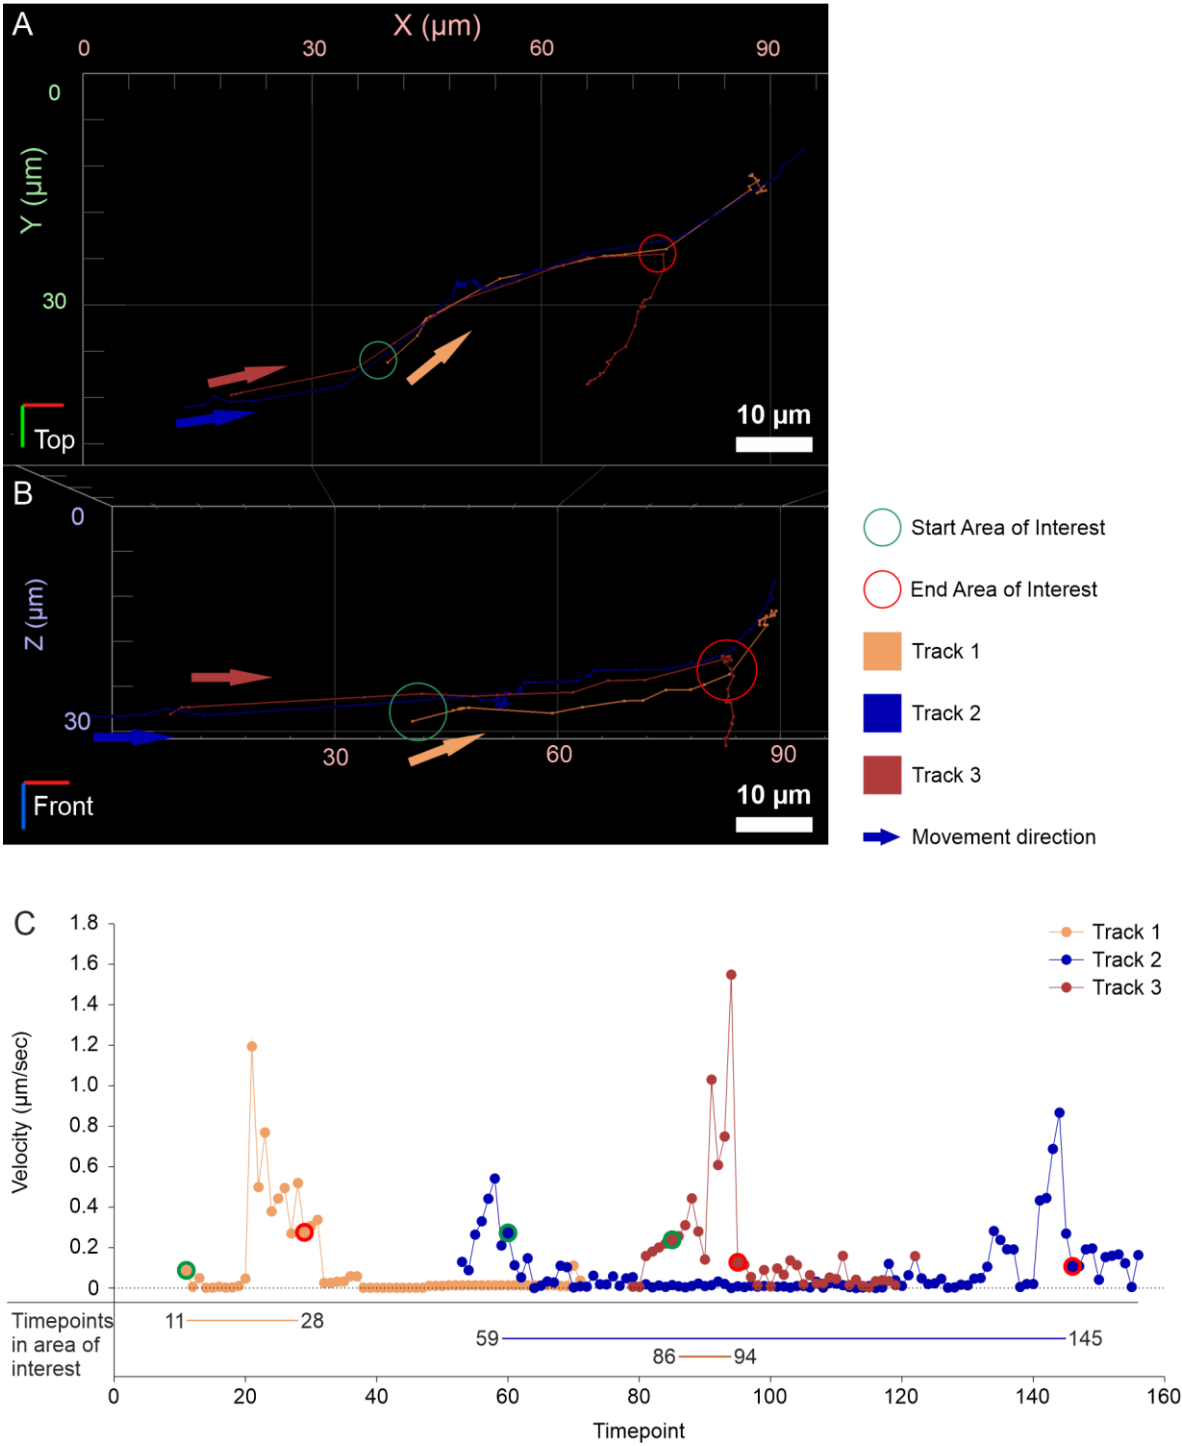 A
X (µm)
0 30 60 90
0
Y (µm)
30
10 µm
Top
B
0
Z (µm)
30
30 60 90
10 µm
Front
Start Area of Interest
End Area of Interest
Track 1
Track 2
Track 3
Movement direction
C
1.8
1.6
1.4
1.2
1.0
0.8
0.6
0.4
0.2
0
Velocity (µm/sec)
Track 1
Track 2
Track 3
Timepoints
in area of
interest
11 28
59 145
86 94
0 20 40 60 80 100 120 140 160
Timepoint